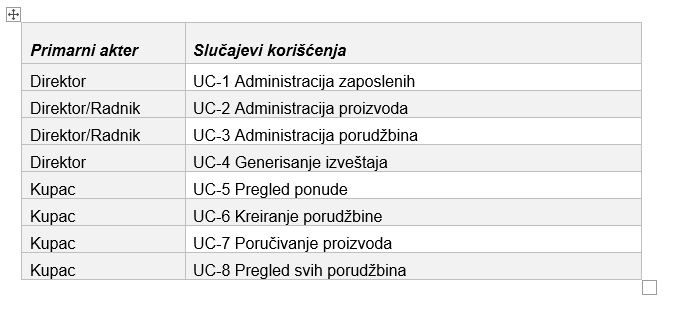 Primarni akter Slučajevi korišćenja
Direktor UC-1 Administracija zaposlenih
Direktor/Radnik UC-2 Administracija proizvoda
Direktor/Radnik UC-3 Administracija porudžbina
Direktor UC-4 Generisanje izveštaja
Kupac UC-5 Pregled ponude
Kupac UC-6 Kreiranje porudžbine
Kupac UC-7 Poručivanje proizvoda
Kupac UC-8 Pregled svih porudžbina